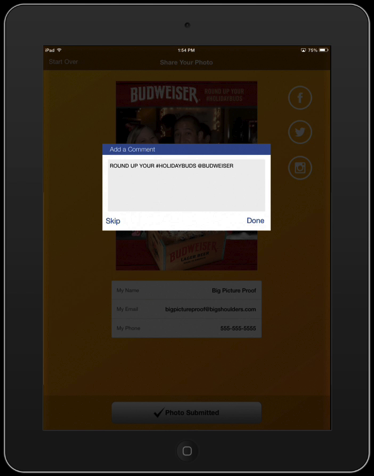 iPad
1:54 PM
75%
Start Over
Share Your Photo
BUDWEISER
ROUND UP YOUR
#HOLIDAYBUDS
Add a Comment
ROUND UP YOUR #HOLIDAYBUDS @BUDWEISER
Skip
Done
BUDWEISER
My Name
Big Picture Proof
My Email
bigpictureproof@bigshoulders.com
My Phone
555-555-5555
Photo Submitted